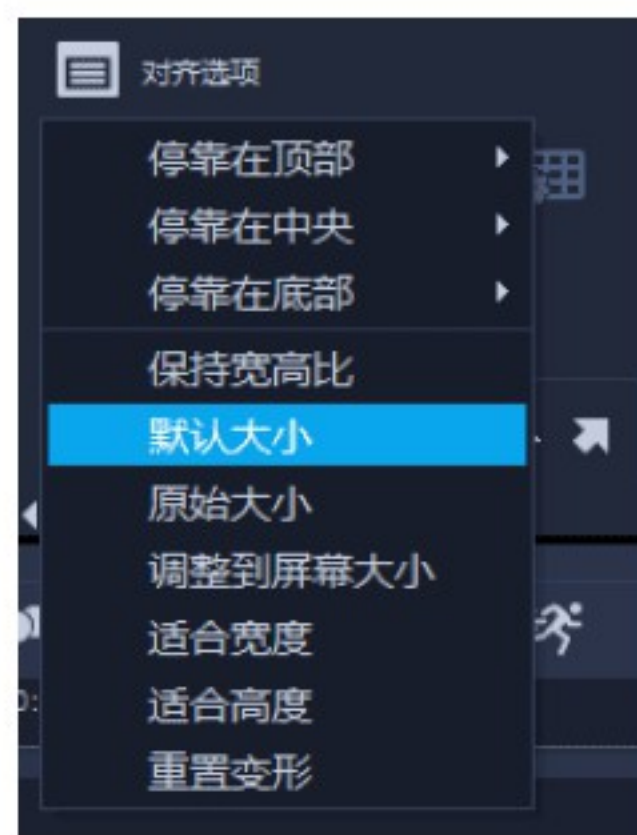 对齐选项
停靠在顶部
停靠在中央
停靠在底部
保持宽高比
默认大小
原始大小
调整到屏幕大小
适合宽度
适合高度
重置变形